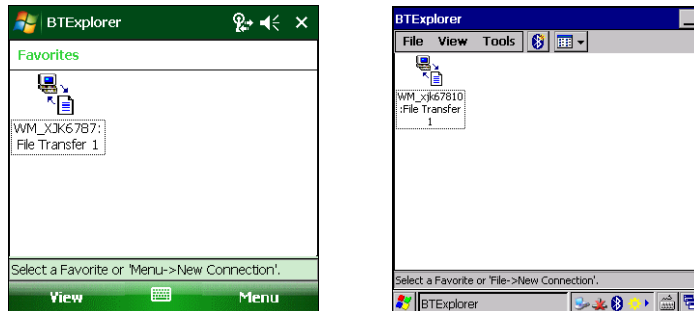 BTExplorer
Favorites
WM_XJK6787:
File Transfer 1
Select a Favorite or 'Menu->New Connection'.
View Menu
BTExplorer
File View Tools
WM_xjk67810
:File Transfer
1
Select a Favorite or 'File->New Connection'.
BTExplorer